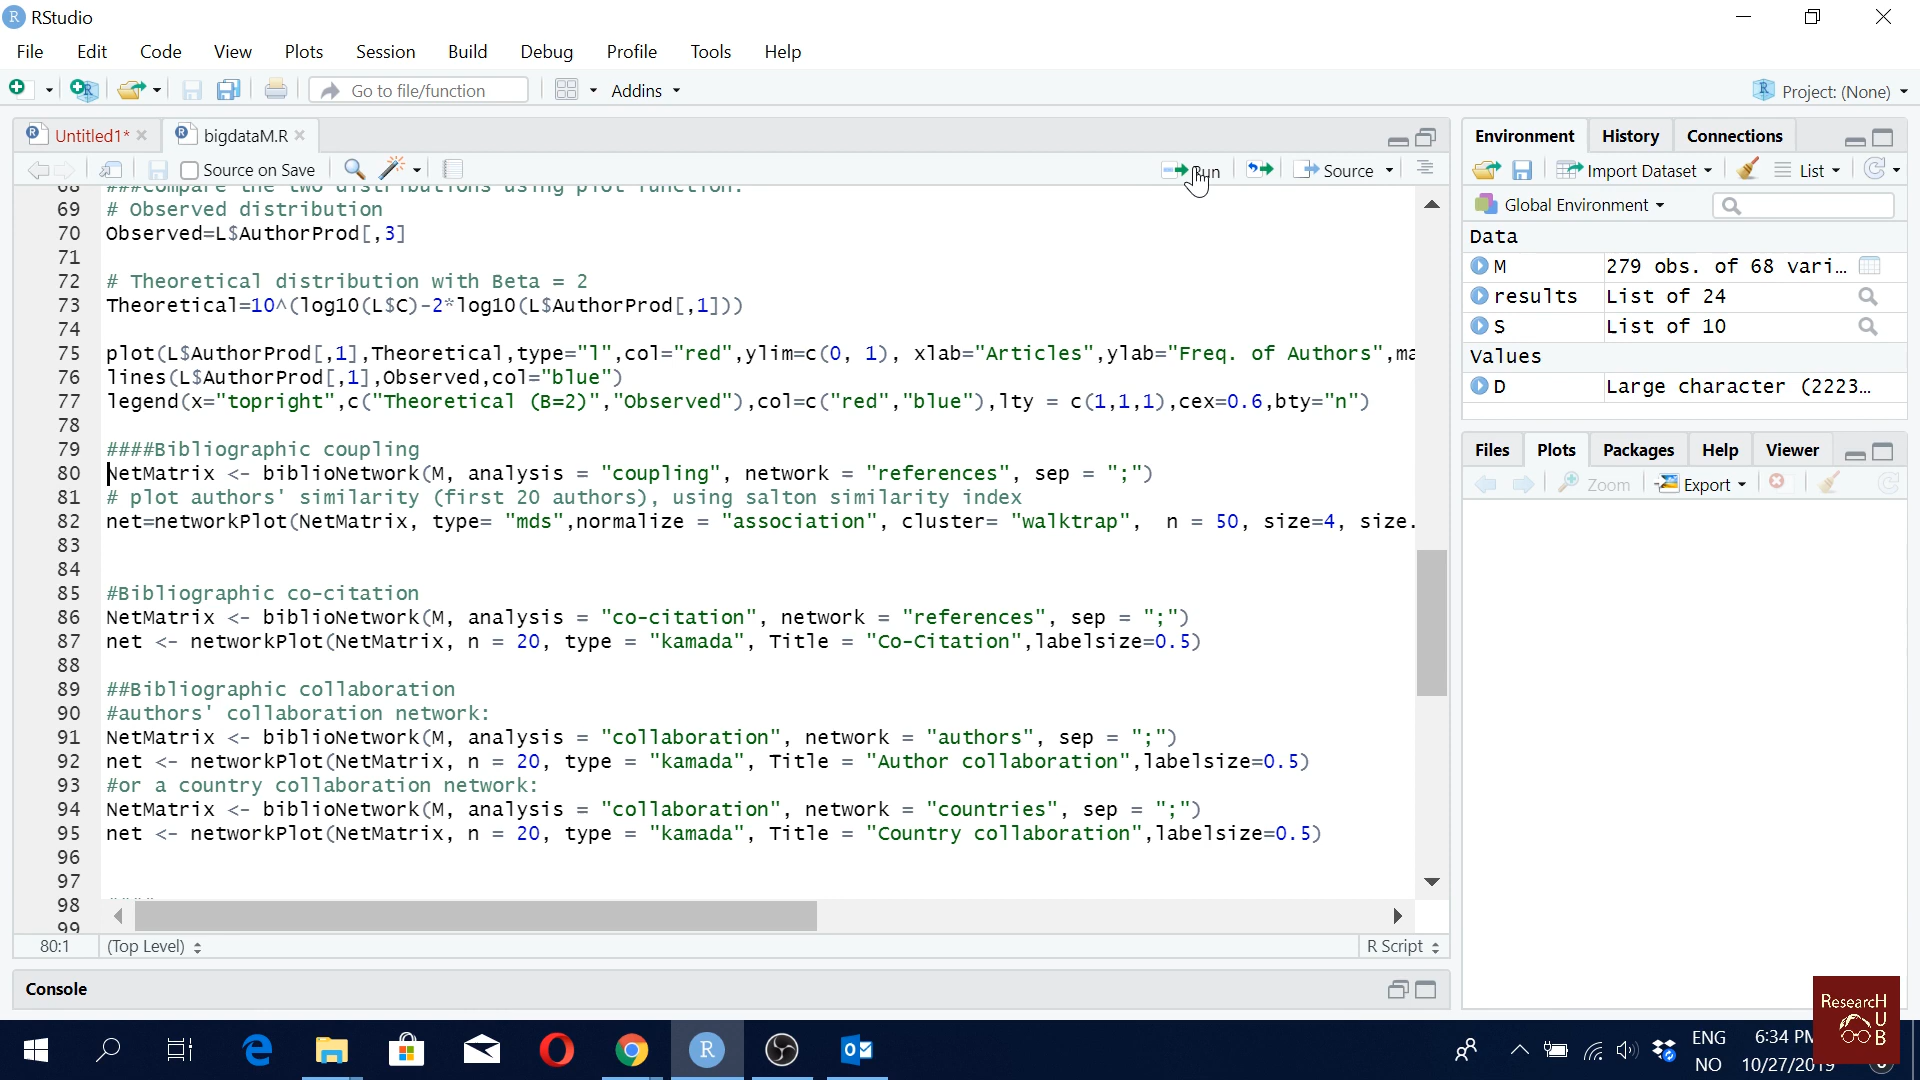 RStudio
File Edit Code View Plots Session Build Debug Profile Tools Help
Go to file/function Addins Project: (None)
Untitled1* bigdataM.R
Source on Save Run Source
68 ###Compare the two distributions using plot function:
69 # Observed distribution
70 Observed=L$AuthorProd[,3]
71
72 # Theoretical distribution with Beta = 2
73 Theoretical=10^(log10(L$C)-2*log10(L$AuthorProd[,1]))
74
75 plot(L$AuthorProd[,1],Theoretical,type="l",col="red",ylim=c(0, 1), xlab="Articles",ylab="Freq. of Authors",ma
76 lines(L$AuthorProd[,1],Observed,col="blue")
77 legend(x="topright",c("Theoretical (B=2)","Observed"),col=c("red","blue"),lty = c(1,1,1),cex=0.6,bty="n")
78
79 ####Bibliographic coupling
80 NetMatrix <- biblioNetwork(M, analysis = "coupling", network = "references", sep = ";")
81 # plot authors' similarity (first 20 authors), using salton similarity index
82 net=networkPlot(NetMatrix, type= "mds",normalize = "association", cluster= "walktrap", n = 50, size=4, size.
83
84
85 #Bibliographic co-citation
86 NetMatrix <- biblioNetwork(M, analysis = "co-citation", network = "references", sep = ";")
87 net <- networkPlot(NetMatrix, n = 20, type = "kamada", Title = "Co-Citation",labelsize=0.5)
88
89 ##Bibliographic collaboration
90 #authors' collaboration network:
91 NetMatrix <- biblioNetwork(M, analysis = "collaboration", network = "authors", sep = ";")
92 net <- networkPlot(NetMatrix, n = 20, type = "kamada", Title = "Author collaboration",labelsize=0.5)
93 #or a country collaboration network:
94 NetMatrix <- biblioNetwork(M, analysis = "collaboration", network = "countries", sep = ";")
95 net <- networkPlot(NetMatrix, n = 20, type = "kamada", Title = "Country collaboration",labelsize=0.5)
96
97
98
99
80:1 (Top Level) R Script
Console
Environment History Connections
Import Dataset List
Global Environment
Data
M 279 obs. of 68 vari…
results List of 24
S List of 10
Values
D Large character (2223…
Files Plots Packages Help Viewer
Zoom Export
ResearcH
U
B
ENG
NO
6:34 PM
10/27/2019